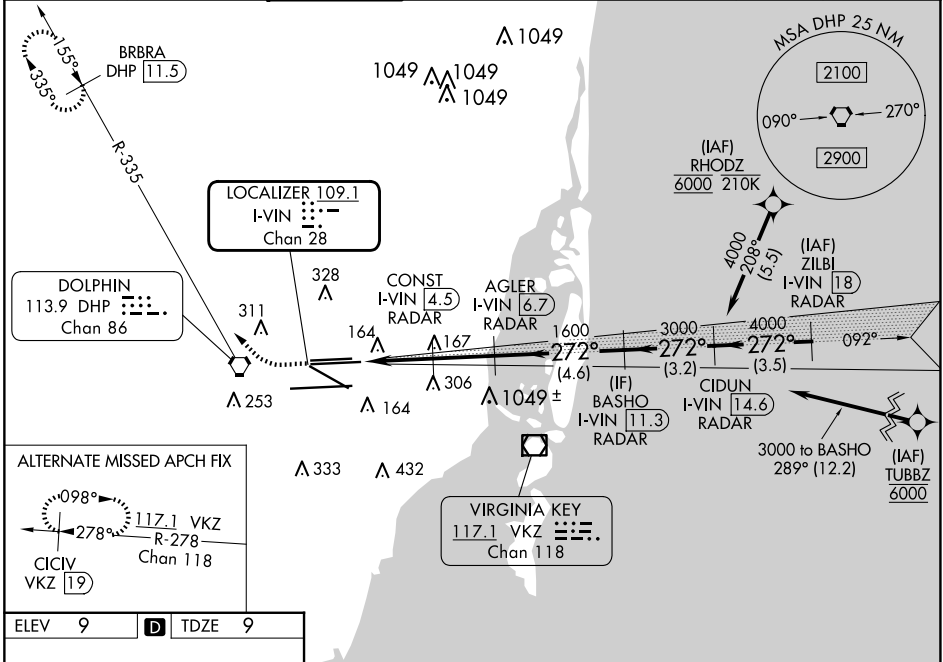 MSA DHP 25 NM
2100
090°
270°
2900
1049
1049
1049
1049
155°
335°
BRBRA
DHP 11.5
R-335
(IAF)
RHODZ
6000 210K
4000
208°
(5.5)
LOCALIZER 109.1
I-VIN
Chan 28
DOLPHIN
113.9 DHP
Chan 86
328
311
CONST
I-VIN 4.5
RADAR
AGLER
I-VIN 6.7
RADAR
(IAF)
ZILBI
I-VIN 18
RADAR
164
167
1600
272°
(4.6)
3000
272°
(3.2)
4000
272°
(3.5)
092°
306
253
164
1049 ±
(IF)
BASHO
I-VIN 11.3
RADAR
CIDUN
I-VIN 14.6
RADAR
3000 to BASHO
289° (12.2)
(IAF)
TUBBZ
6000
333
432
VIRGINIA KEY
117.1 VKZ
Chan 118
ALTERNATE MISSED APCH FIX
098°
278°
117.1 VKZ
R-278
Chan 118
CICIV
VKZ 19
ELEV 9 D TDZE 9